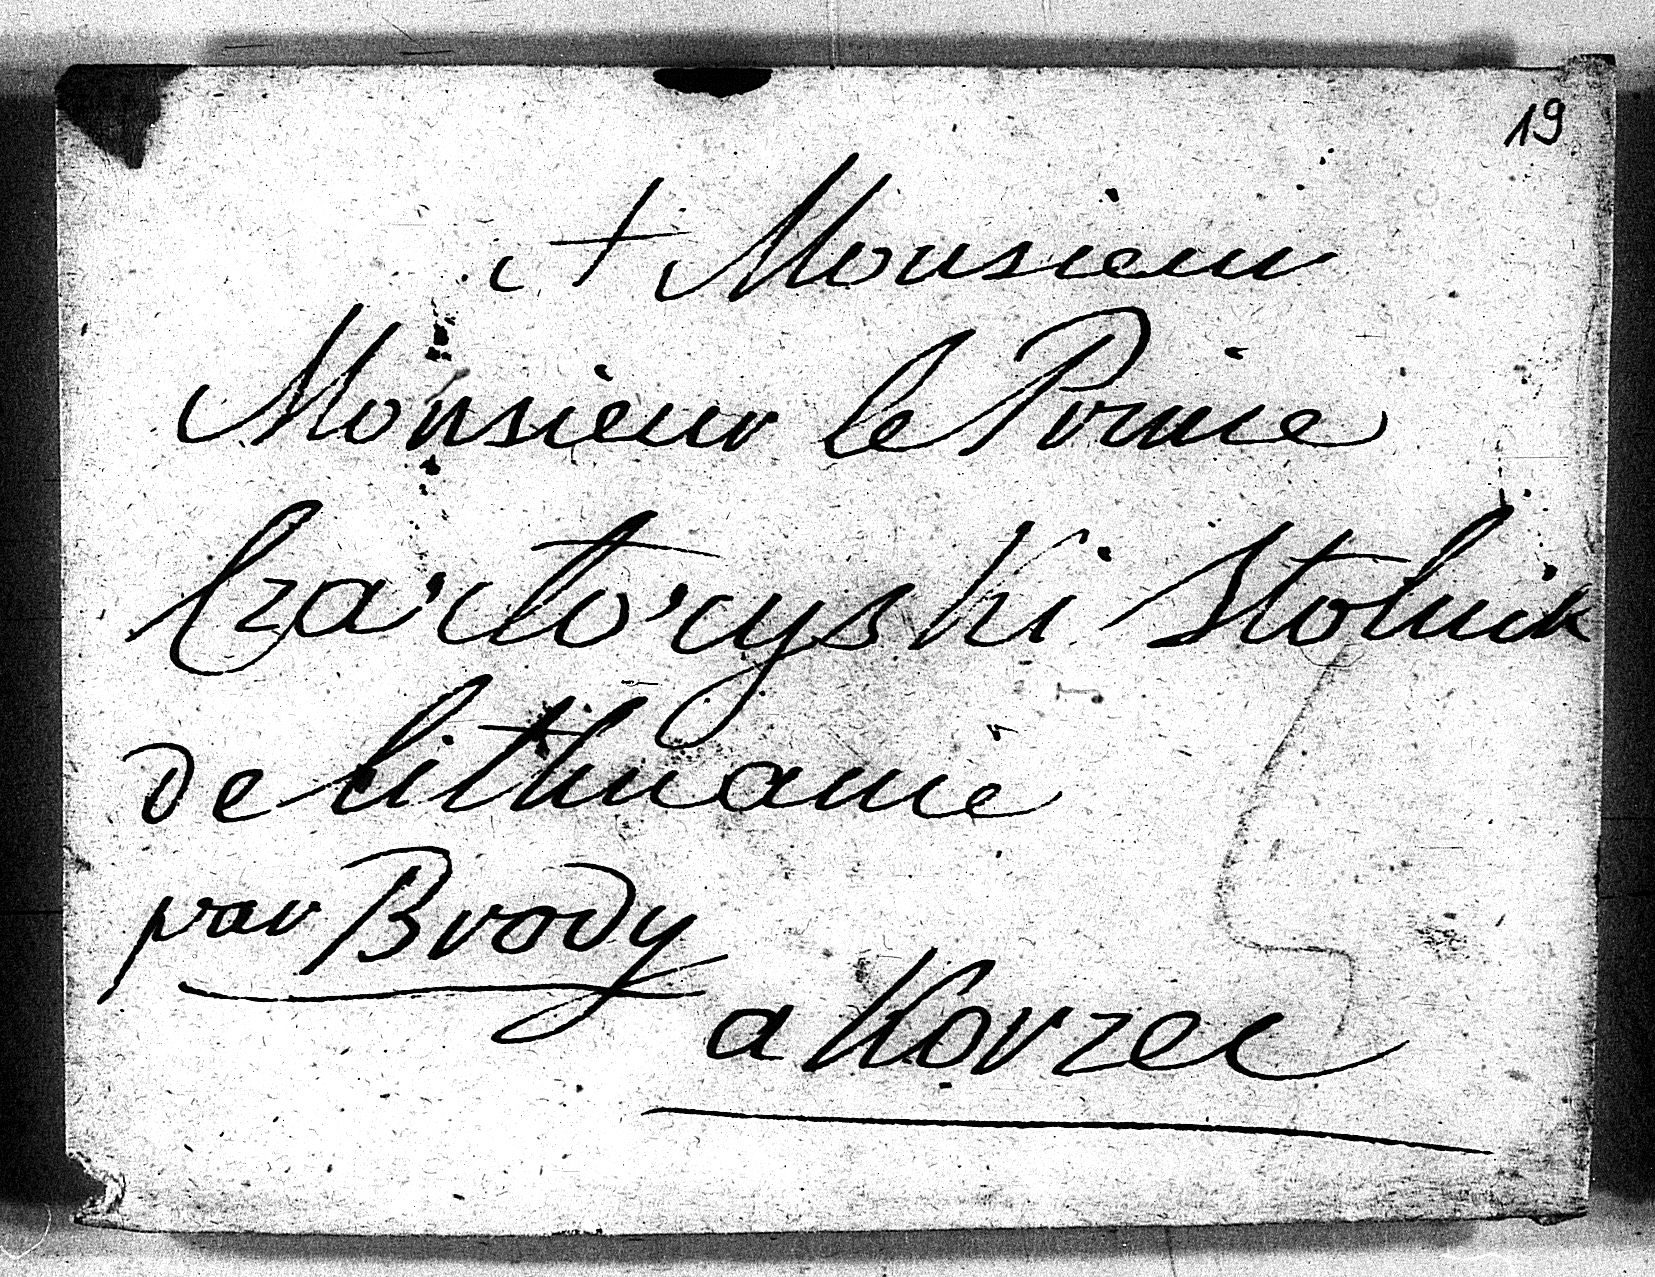 19
A Monsieur
Monsieur le Prince
Czartoryski Stolnik
de Lithuanie
par Brody
a Korzec